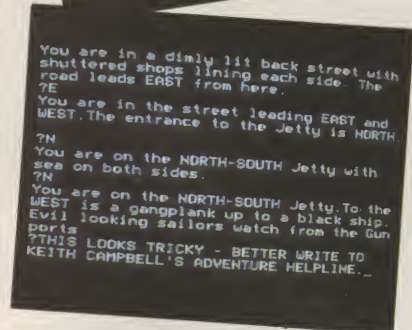 You are in a dimly lit back street with
shuttered shops lining each side. The
road leads EAST from here.
?E
You are in the street leading EAST and
WEST.The entrance to the Jetty is NORTH.
?N
You are on the NORTH-SOUTH Jetty with
sea on both sides.
?N
You are on the NORTH-SOUTH Jetty.To the
WEST is a gangplank up to a black ship.
Evil looking sailors watch from the Gun
ports
?THIS LOOKS TRICKY - BETTER WRITE TO
KEITH CAMPBELL'S ADVENTURE HELPLINE._